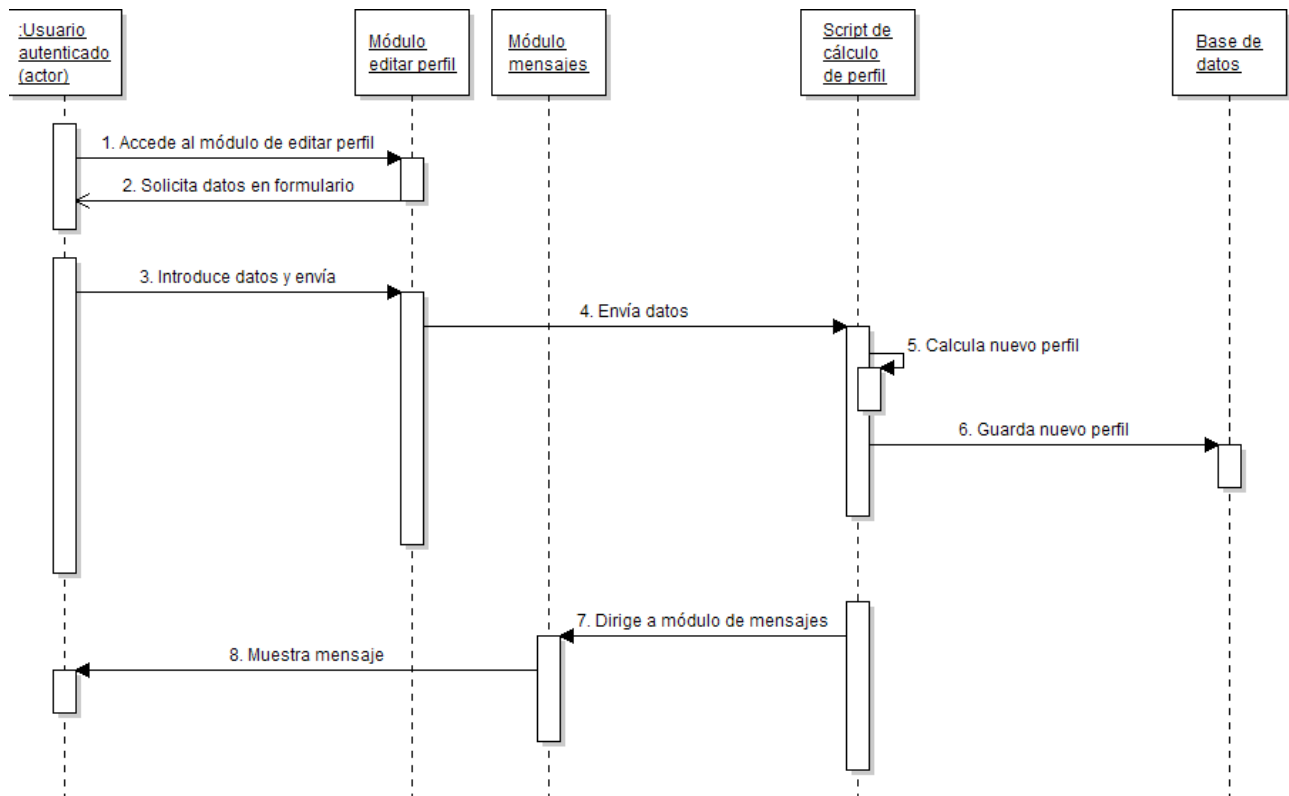 :Usuario
autenticado
(actor)
Módulo
editar perfil
Módulo
mensajes
Script de
cálculo
de perfil
Base de
datos
1. Accede al módulo de editar perfil
2. Solicita datos en formulario
3. Introduce datos y envía
4. Envía datos
5. Calcula nuevo perfil
6. Guarda nuevo perfil
7. Dirige a módulo de mensajes
8. Muestra mensaje